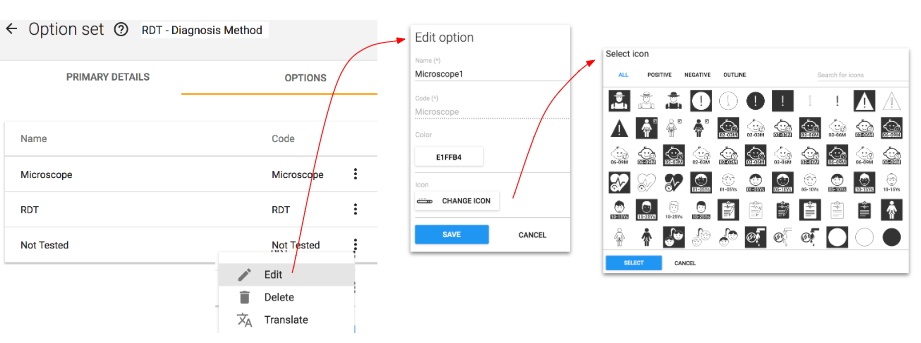 Option set ? RDT - Diagnosis Method
PRIMARY DETAILS OPTIONS
Name Code
Microscope Microscope
RDT RDT
Not Tested Not Tested
Edit
Delete
Translate
Edit option
Name (*)
Microscope1
Code (*)
Microscope
Color
E1FFB4
Icon
CHANGE ICON
SAVE CANCEL
Select icon
ALL POSITIVE NEGATIVE OUTLINE Search for icons
SELECT CANCEL